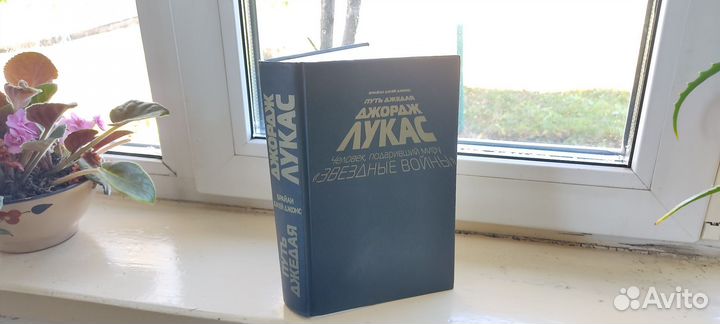 БРАЙАН ДЖЕЙ ДЖОНС
ПУТЬ ДЖЕДАЯ
ДЖОРДЖ
ЛУКАС
Человек, подаривший миру
«ЗВЕЗДНЫЕ ВОЙНЫ»
ДЖОРДЖ
ЛУКАС
БРАЙАН
ДЖЕЙ ДЖОНС
ПУТЬ
ДЖЕДАЯ
Avito